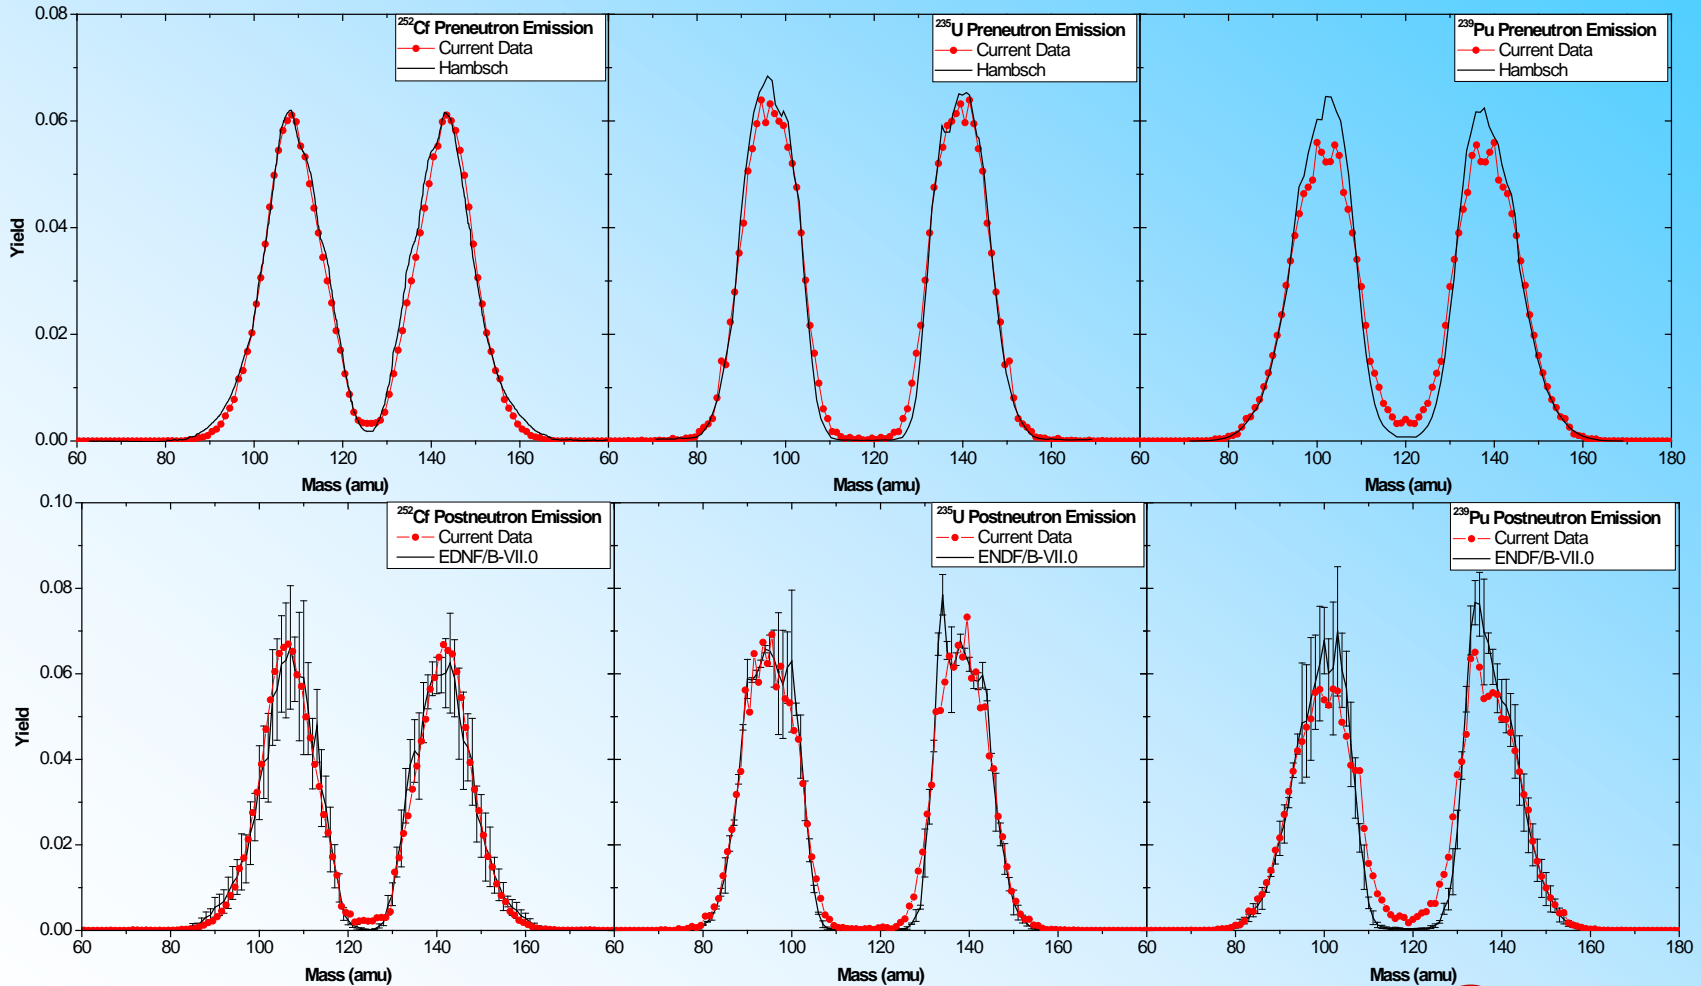 0.08
0.06
0.04
0.02
0.00
Yield
252Cf Preneutron Emission
Current Data
Hambsch
60 80 100 120 140 160
Mass (amu)
235U Preneutron Emission
Current Data
Hambsch
60 80 100 120 140 160
Mass (amu)
239Pu Preneutron Emission
Current Data
Hambsch
60 80 100 120 140 160 180
Mass (amu)
0.10
0.08
0.06
0.04
0.02
0.00
Yield
252Cf Postneutron Emission
Current Data
EDNF/B-VII.0
60 80 100 120 140 160
Mass (amu)
235U Postneutron Emission
Current Data
ENDF/B-VII.0
60 80 100 120 140 160
Mass (amu)
239Pu Postneutron Emission
Current Data
ENDF/B-VII.0
60 80 100 120 140 160 180
Mass (amu)